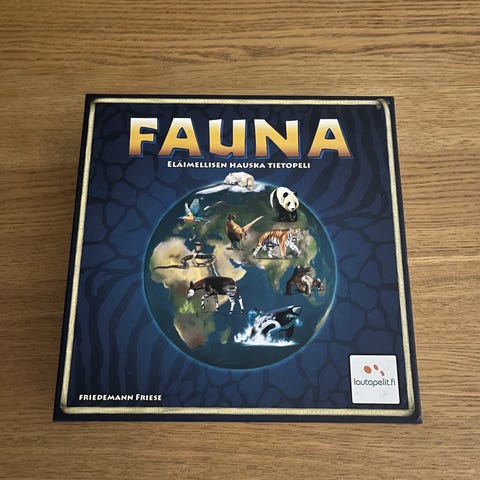 FAUNA
ELÄIMELLISEN HAUSKA TIETOPELI
FRIEDEMANN FRIESE
lautapelit.fi